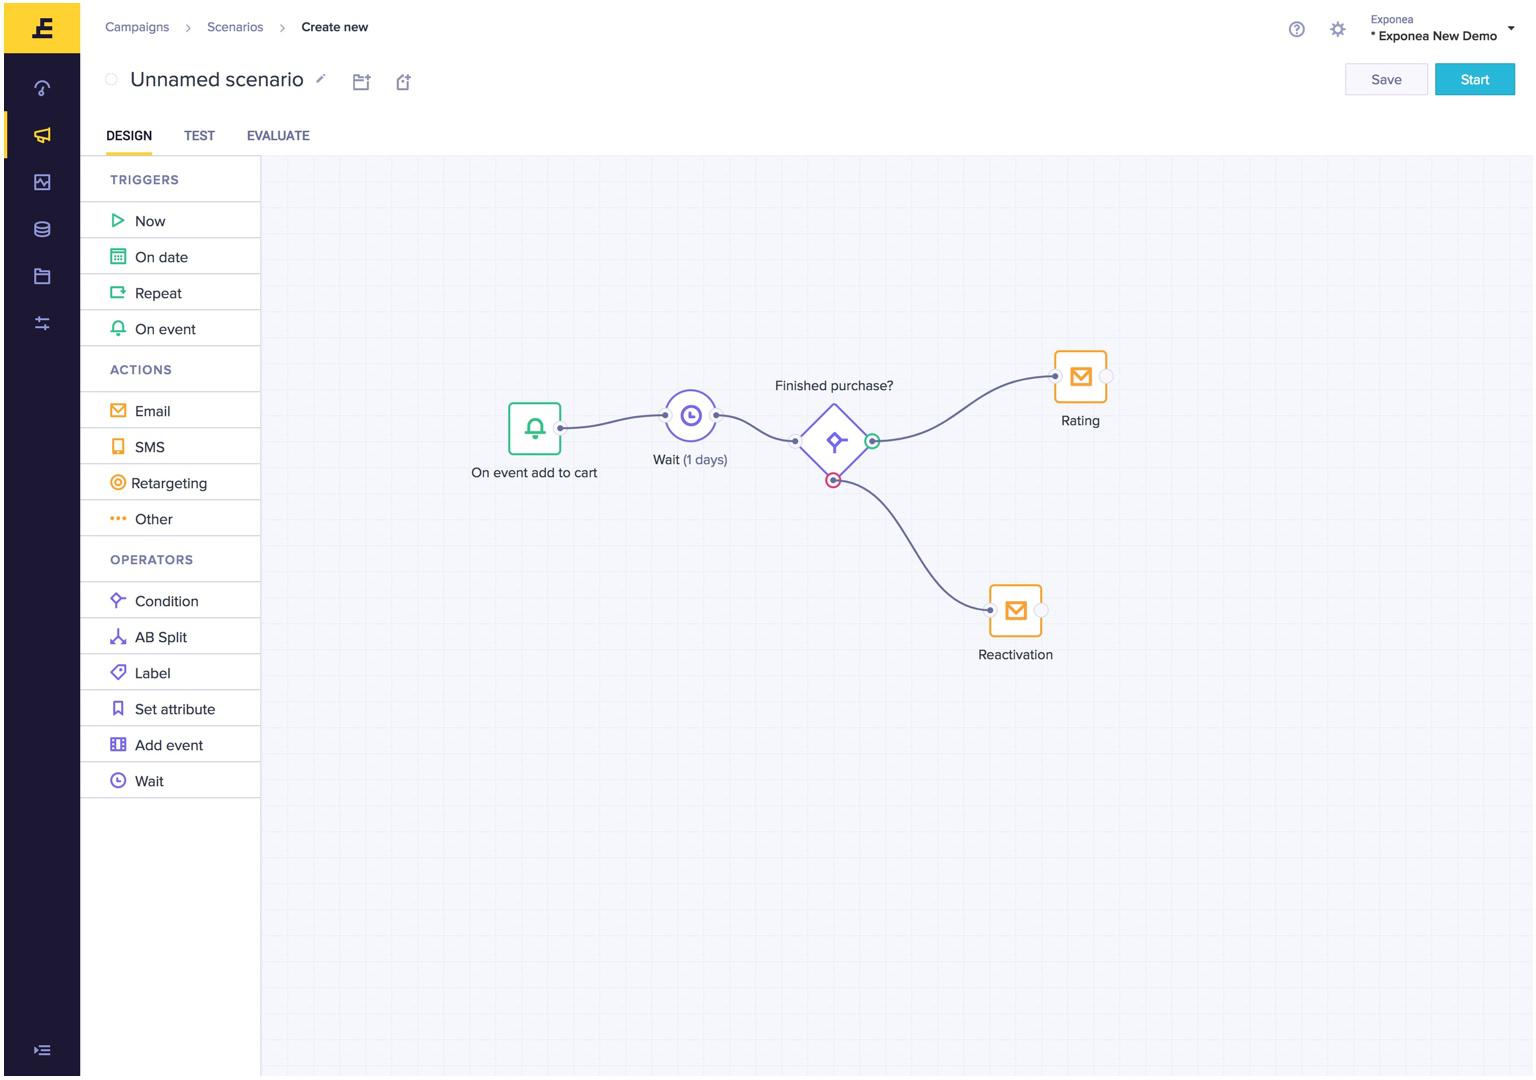 Campaigns > Scenarios > Create new
Exponea
* Exponea New Demo
Unnamed scenario
Save
Start
DESIGN
TEST
EVALUATE
TRIGGERS
Now
On date
Repeat
On event
ACTIONS
Email
SMS
Retargeting
Other
OPERATORS
Condition
AB Split
Label
Set attribute
Add event
Wait
On event add to cart
Wait (1 days)
Finished purchase?
Rating
Reactivation